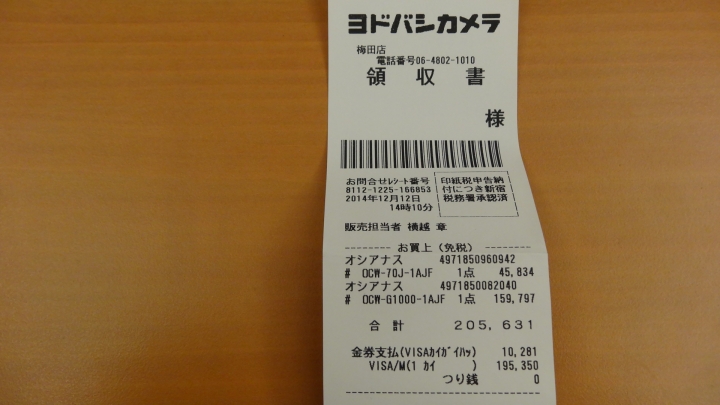 ヨドバシカメラ
梅田店
電話番号06-4802-1010
領収書
様
お問合せﾚｼｰﾄ番号
8112-1225-166853
2014年12月12日
14時10分
印紙税申告納
付につき新宿
税務署承認済
販売担当者 横越 章
-------- お買上（免税） --------
オシアナス 4971850960942
# OCW-70J-1AJF 1点 45,834
オシアナス 4971850082040
# OCW-G1000-1AJF 1点 159,797
合 計 205,631
金券支払(VISAｶｲｶﾞｲﾊｯ) 10,281
VISA/M(1 ｶｲ ) 195,350
つり銭 0